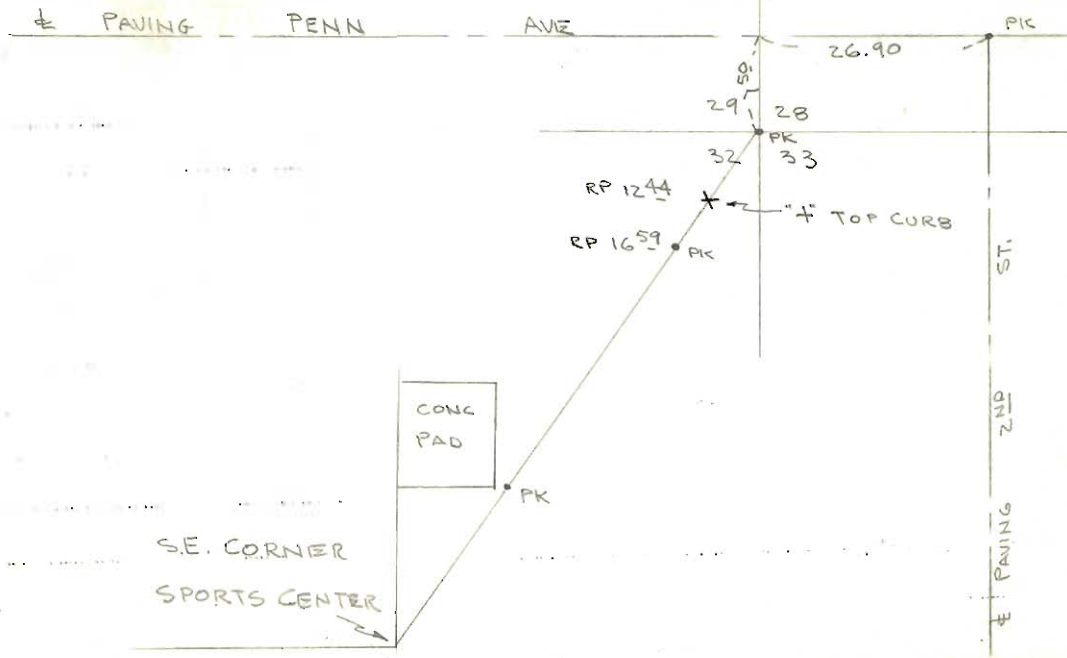 ℄ PAVING PENN AVE
PK
26.90
.50
29 28
PK
32 33
RP 12 44
"+" TOP CURB
RP 16 59
PK
ST.
2ND
℄ PAVING
CONC
PAD
PK
S.E. CORNER
SPORTS CENTER